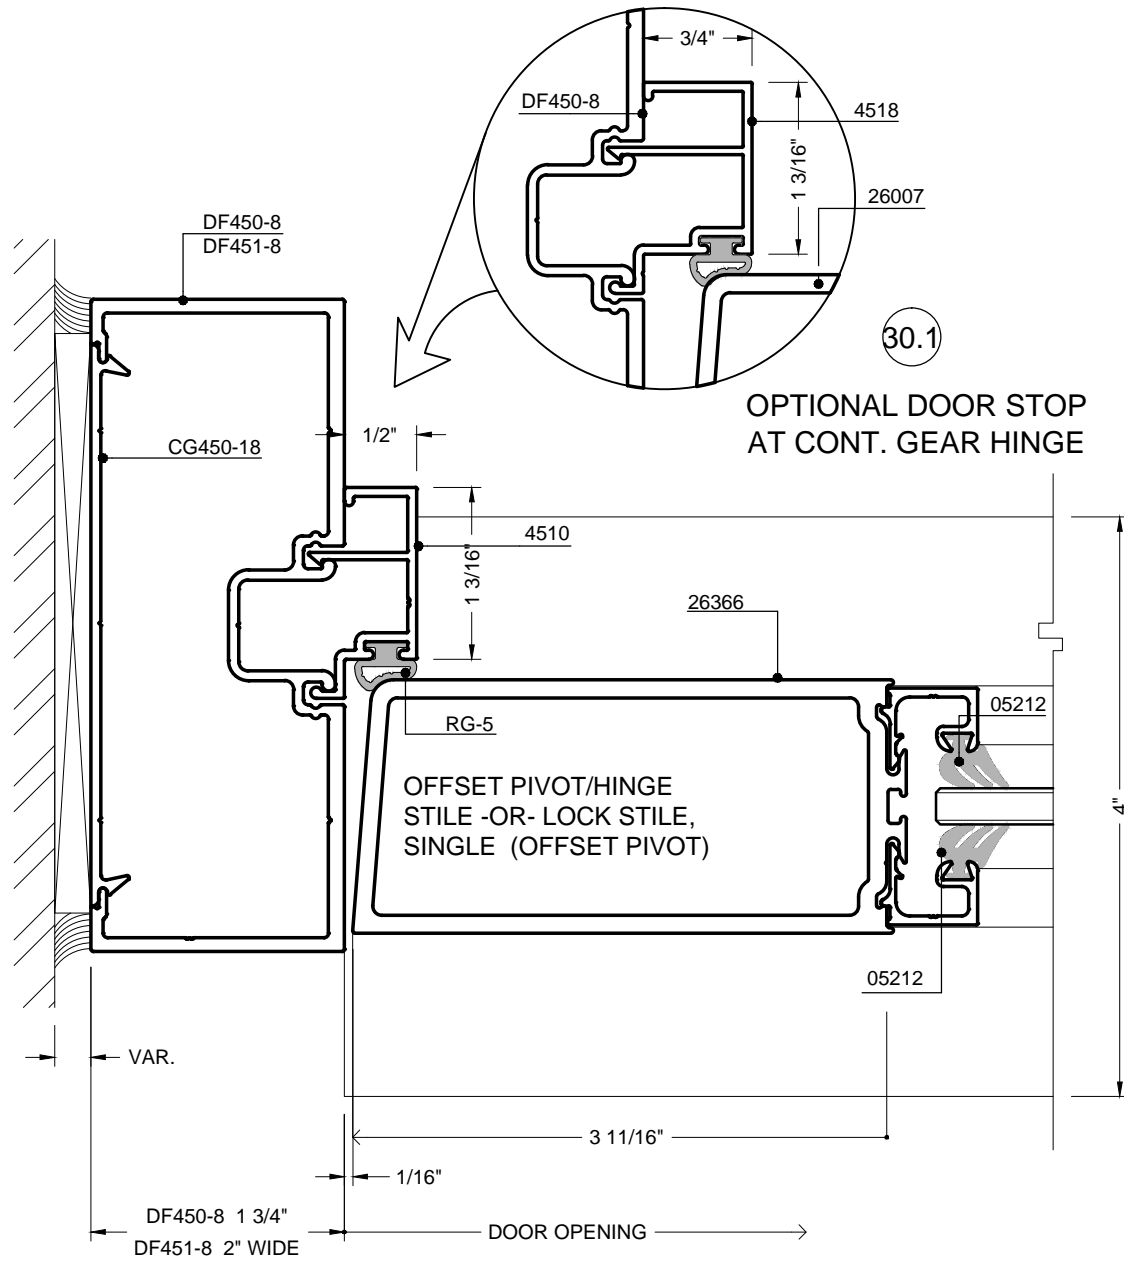 3/4"
DF450-8
4518
1 3/16"
26007
DF450-8
DF451-8
30.1
OPTIONAL DOOR STOP
AT CONT. GEAR HINGE
1/2"
CG450-18
4510
1 3/16"
26366
05212
RG-5
OFFSET PIVOT/HINGE
STILE -OR- LOCK STILE,
SINGLE (OFFSET PIVOT)
4"
05212
VAR.
3 11/16"
1/16"
DF450-8 1 3/4"
DF451-8 2" WIDE
DOOR OPENING